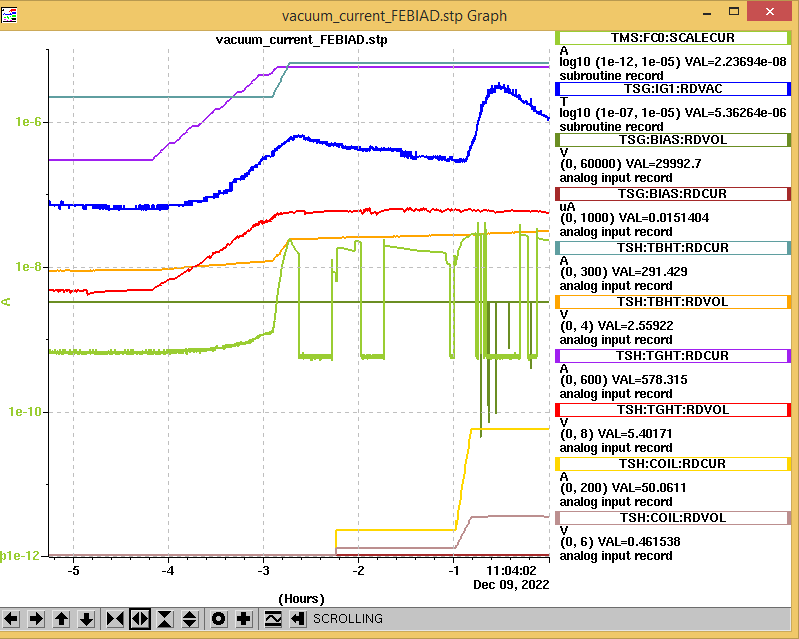 vacuum_current_FEBIAD.stp Graph
vacuum_current_FEBIAD.stp
1e-6
1e-8
A
1e-10
1e-12
-5
-4
-3
-2
-1
11:04:02
Dec 09, 2022
(Hours)
TMS:FC0:SCALECUR
A
log10 (1e-12, 1e-05) VAL=2.23694e-08
subroutine record
TSG:IG1:RDVAC
T
log10 (1e-07, 1e-05) VAL=5.36264e-06
subroutine record
TSG:BIAS:RDVOL
V
(0, 60000) VAL=29992.7
analog input record
TSG:BIAS:RDCUR
uA
(0, 1000) VAL=0.0151404
analog input record
TSH:TBHT:RDCUR
A
(0, 300) VAL=291.429
analog input record
TSH:TBHT:RDVOL
V
(0, 4) VAL=2.55922
analog input record
TSH:TGHT:RDCUR
A
(0, 600) VAL=578.315
analog input record
TSH:TGHT:RDVOL
V
(0, 8) VAL=5.40171
analog input record
TSH:COIL:RDCUR
A
(0, 200) VAL=50.0611
analog input record
TSH:COIL:RDVOL
V
(0, 6) VAL=0.461538
analog input record
SCROLLING